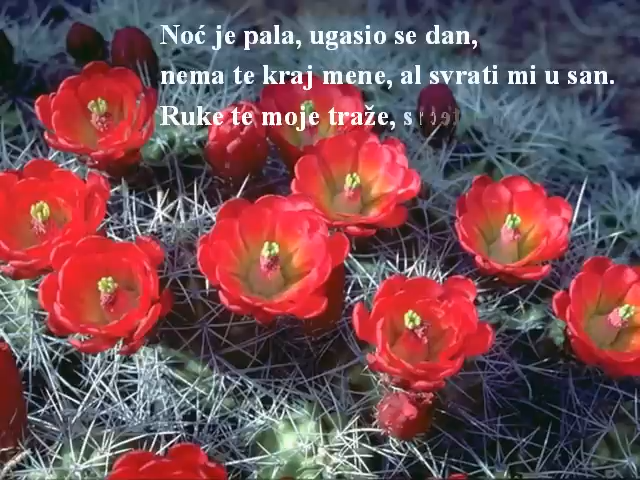 Noć je pala, ugasio se dan,
nema te kraj mene, al svrati mi u san.
Ruke te moje traže, s